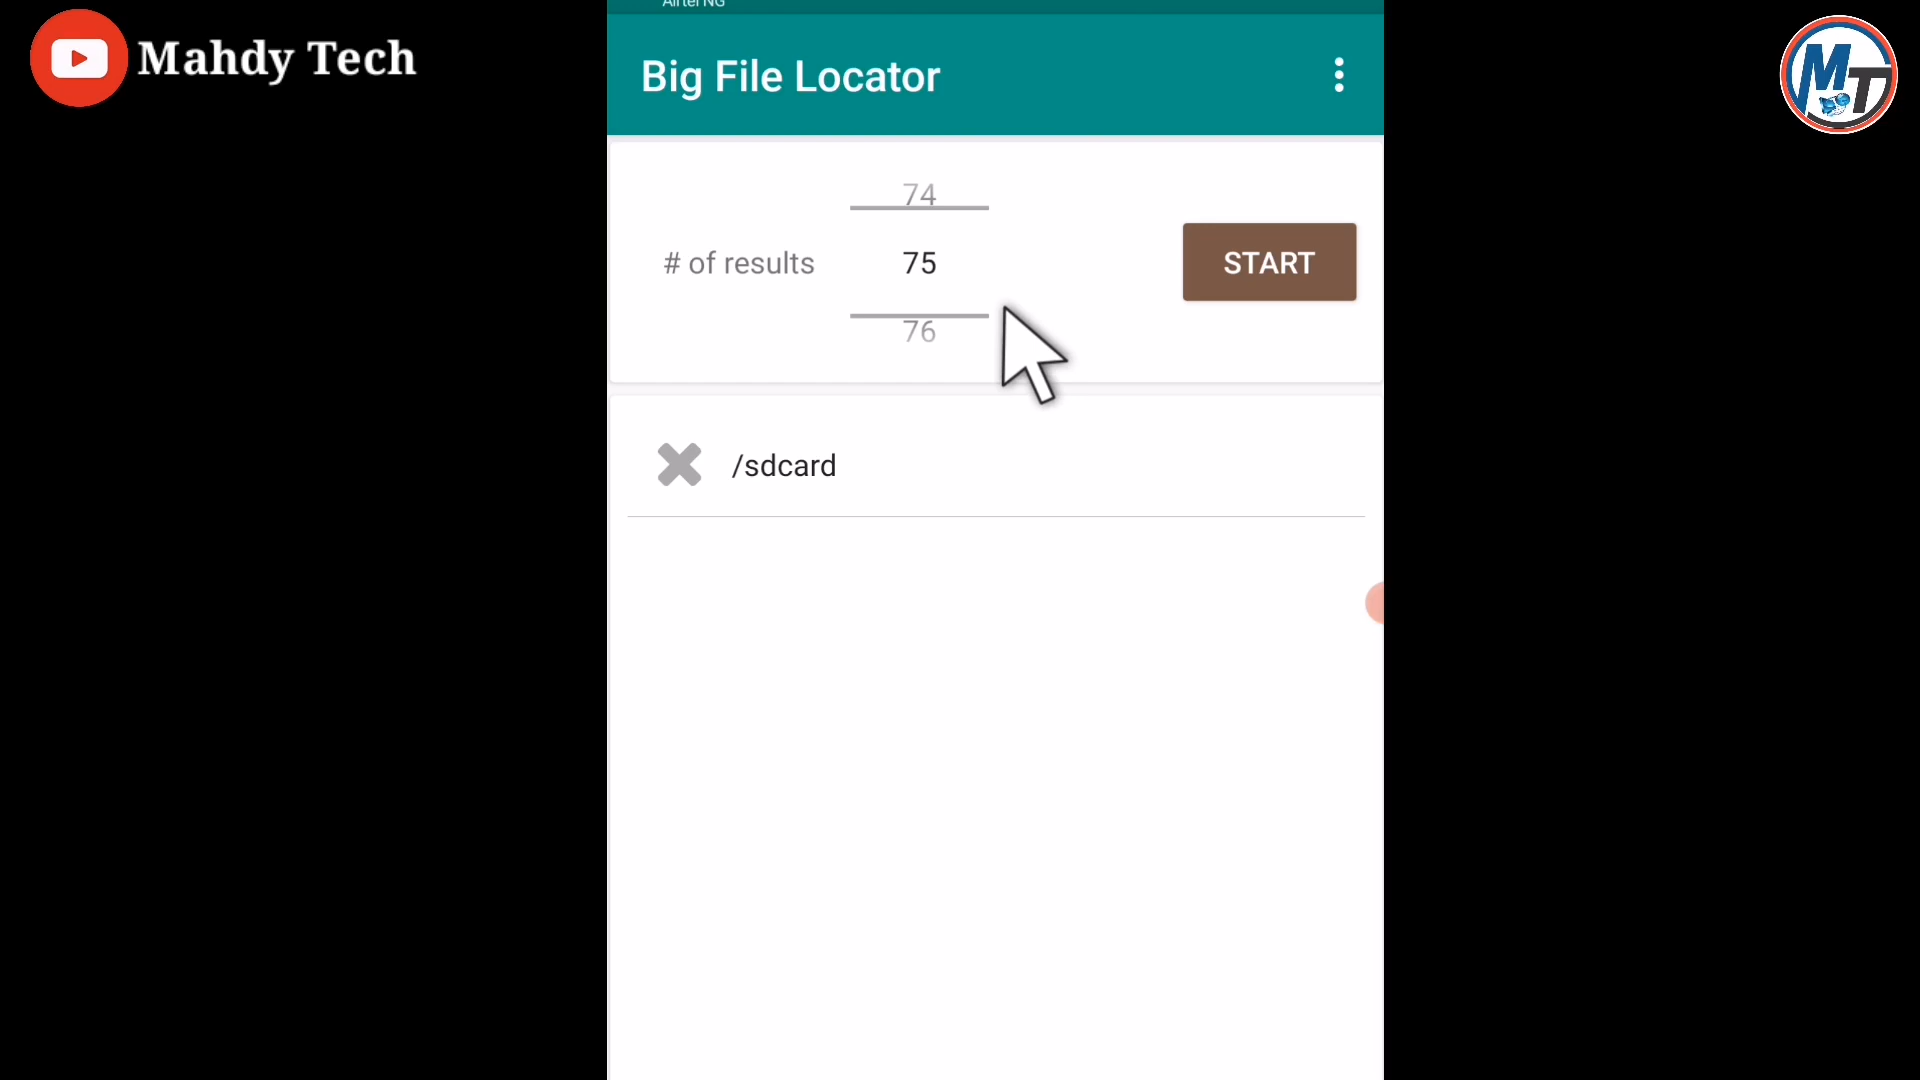 Airtel NG
Mahdy Tech
MT
Big File Locator
74
# of results
75
START
76
/sdcard